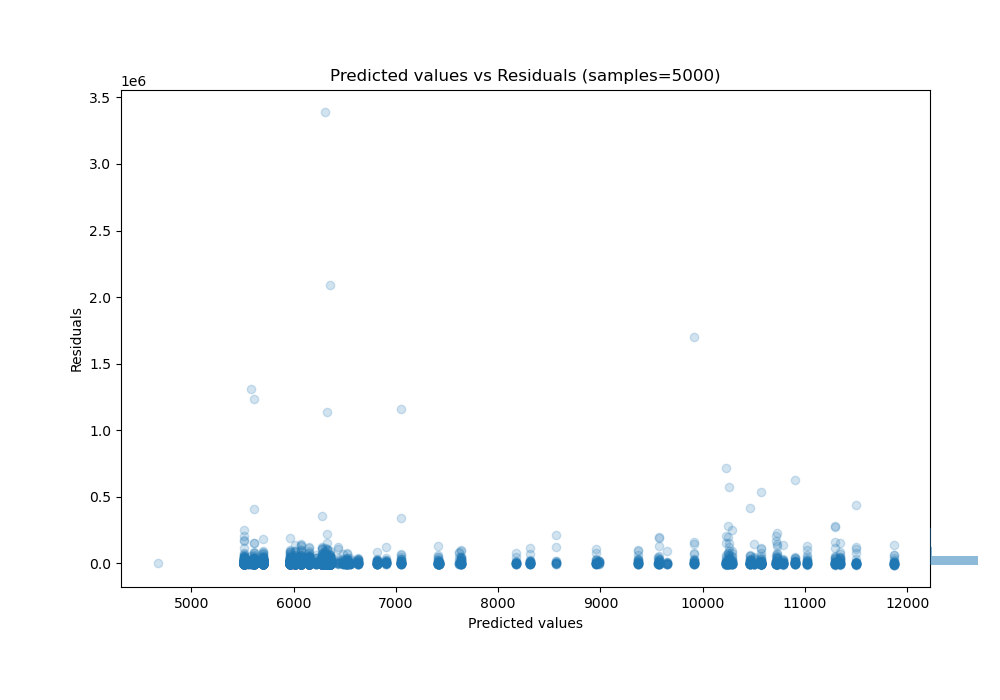 Predicted values vs Residuals (samples=5000)
1e6
3.5
3.0
2.5
2.0
1.5
1.0
0.5
0.0
Residuals
5000 6000 7000 8000 9000 10000 11000 12000
Predicted values